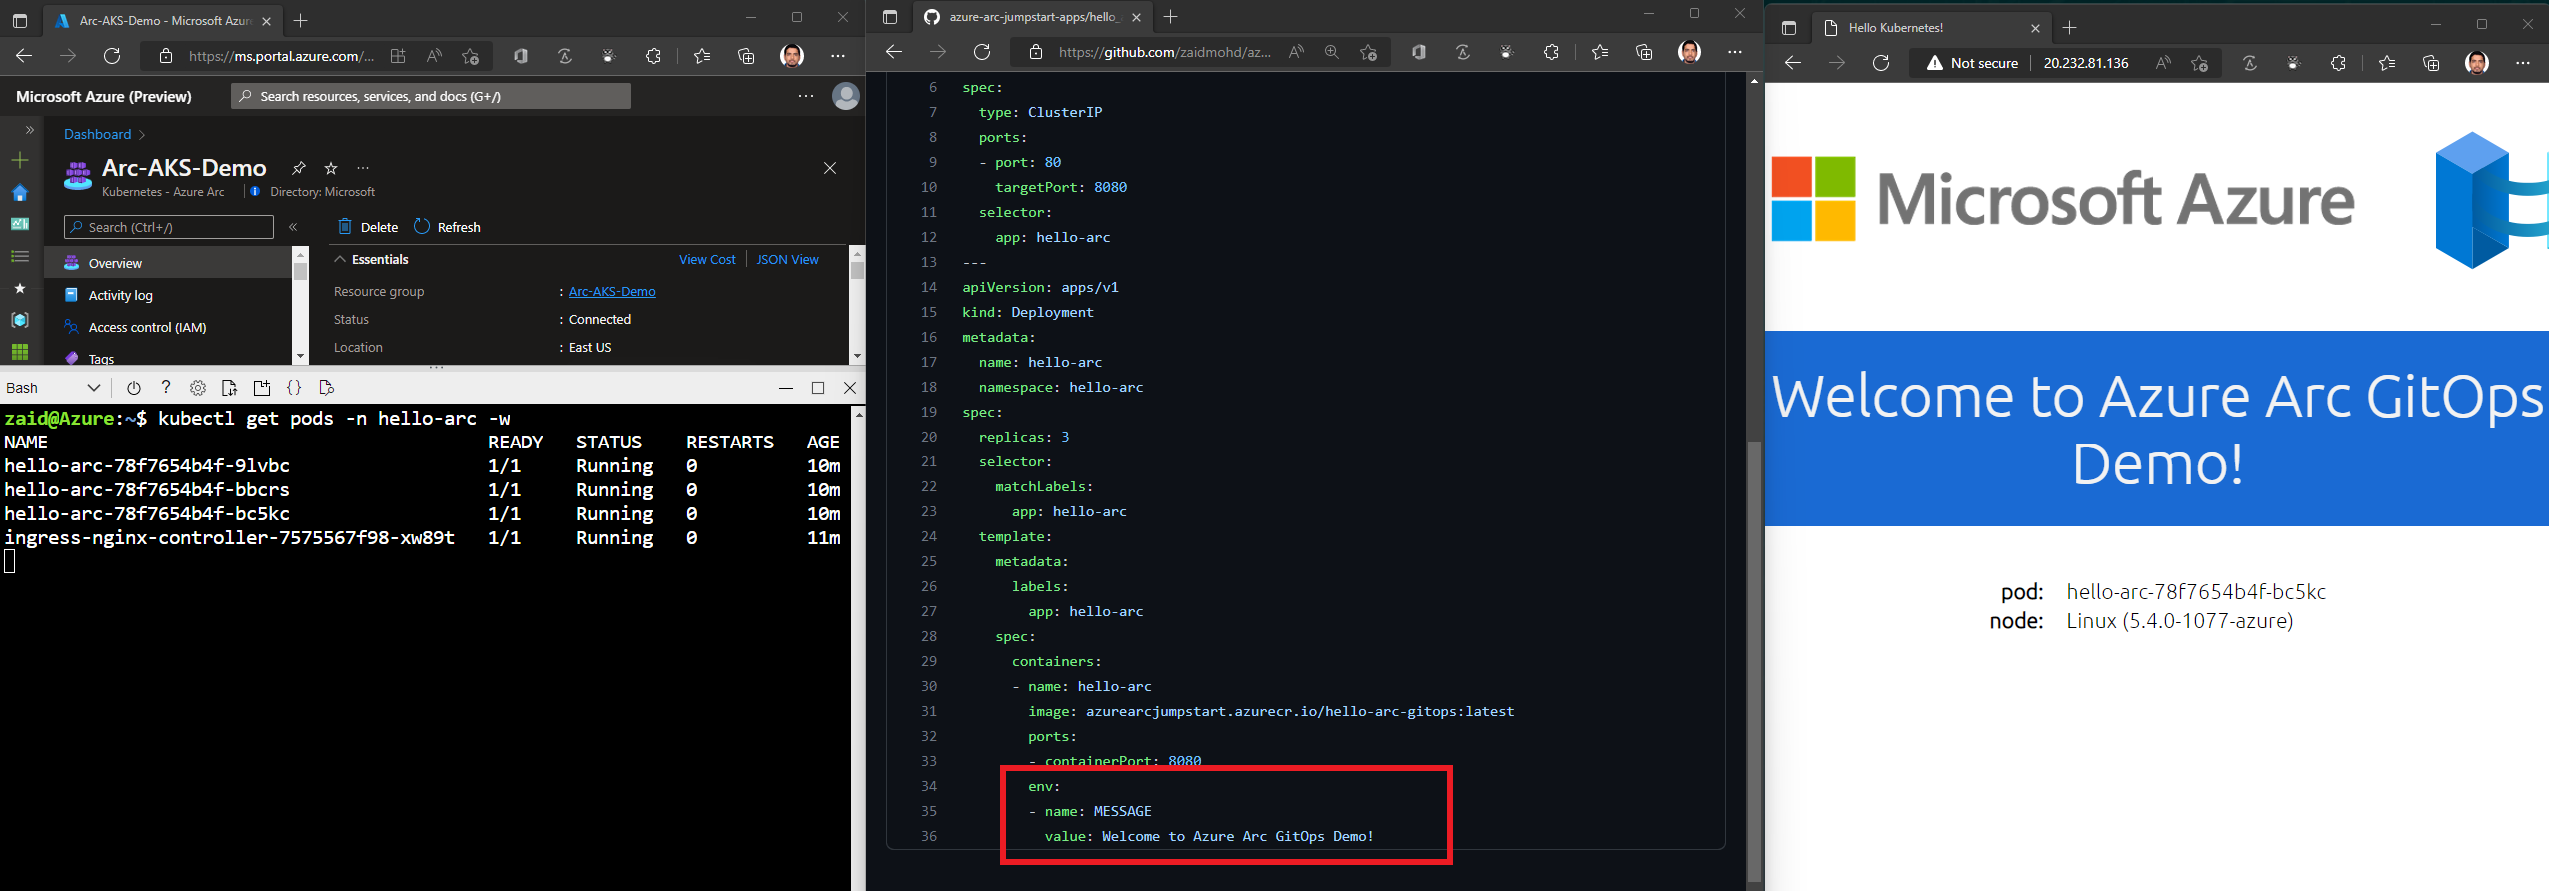 Arc-AKS-Demo - Microsoft Azure
https://ms.portal.azure.com/...
Microsoft Azure (Preview)
Search resources, services, and docs (G+/)
Dashboard
Arc-AKS-Demo
Kubernetes - Azure Arc
Directory: Microsoft
Search (Ctrl+/)
Delete
Refresh
Overview
Activity log
Access control (IAM)
Tags
Essentials
View Cost
JSON View
Resource group : Arc-AKS-Demo
Status : Connected
Location : East US
Bash
zaid@Azure:~$ kubectl get pods -n hello-arc -w
NAME READY STATUS RESTARTS AGE
hello-arc-78f7654b4f-9lvbc 1/1 Running 0 10m
hello-arc-78f7654b4f-bbcrs 1/1 Running 0 10m
hello-arc-78f7654b4f-bc5kc 1/1 Running 0 10m
ingress-nginx-controller-7575567f98-xw89t 1/1 Running 0 11m
azure-arc-jumpstart-apps/hello_
https://github.com/zaidmohd/az...
6 spec:
7 type: ClusterIP
8 ports:
9 - port: 80
10 targetPort: 8080
11 selector:
12 app: hello-arc
13 ---
14 apiVersion: apps/v1
15 kind: Deployment
16 metadata:
17 name: hello-arc
18 namespace: hello-arc
19 spec:
20 replicas: 3
21 selector:
22 matchLabels:
23 app: hello-arc
24 template:
25 metadata:
26 labels:
27 app: hello-arc
28 spec:
29 containers:
30 - name: hello-arc
31 image: azurearcjumpstart.azurecr.io/hello-arc-gitops:latest
32 ports:
33 - containerPort: 8080
34 env:
35 - name: MESSAGE
36 value: Welcome to Azure Arc GitOps Demo!
Hello Kubernetes!
Not secure
20.232.81.136
Microsoft Azure
Welcome to Azure Arc GitOps
Demo!
pod: hello-arc-78f7654b4f-bc5kc
node: Linux (5.4.0-1077-azure)